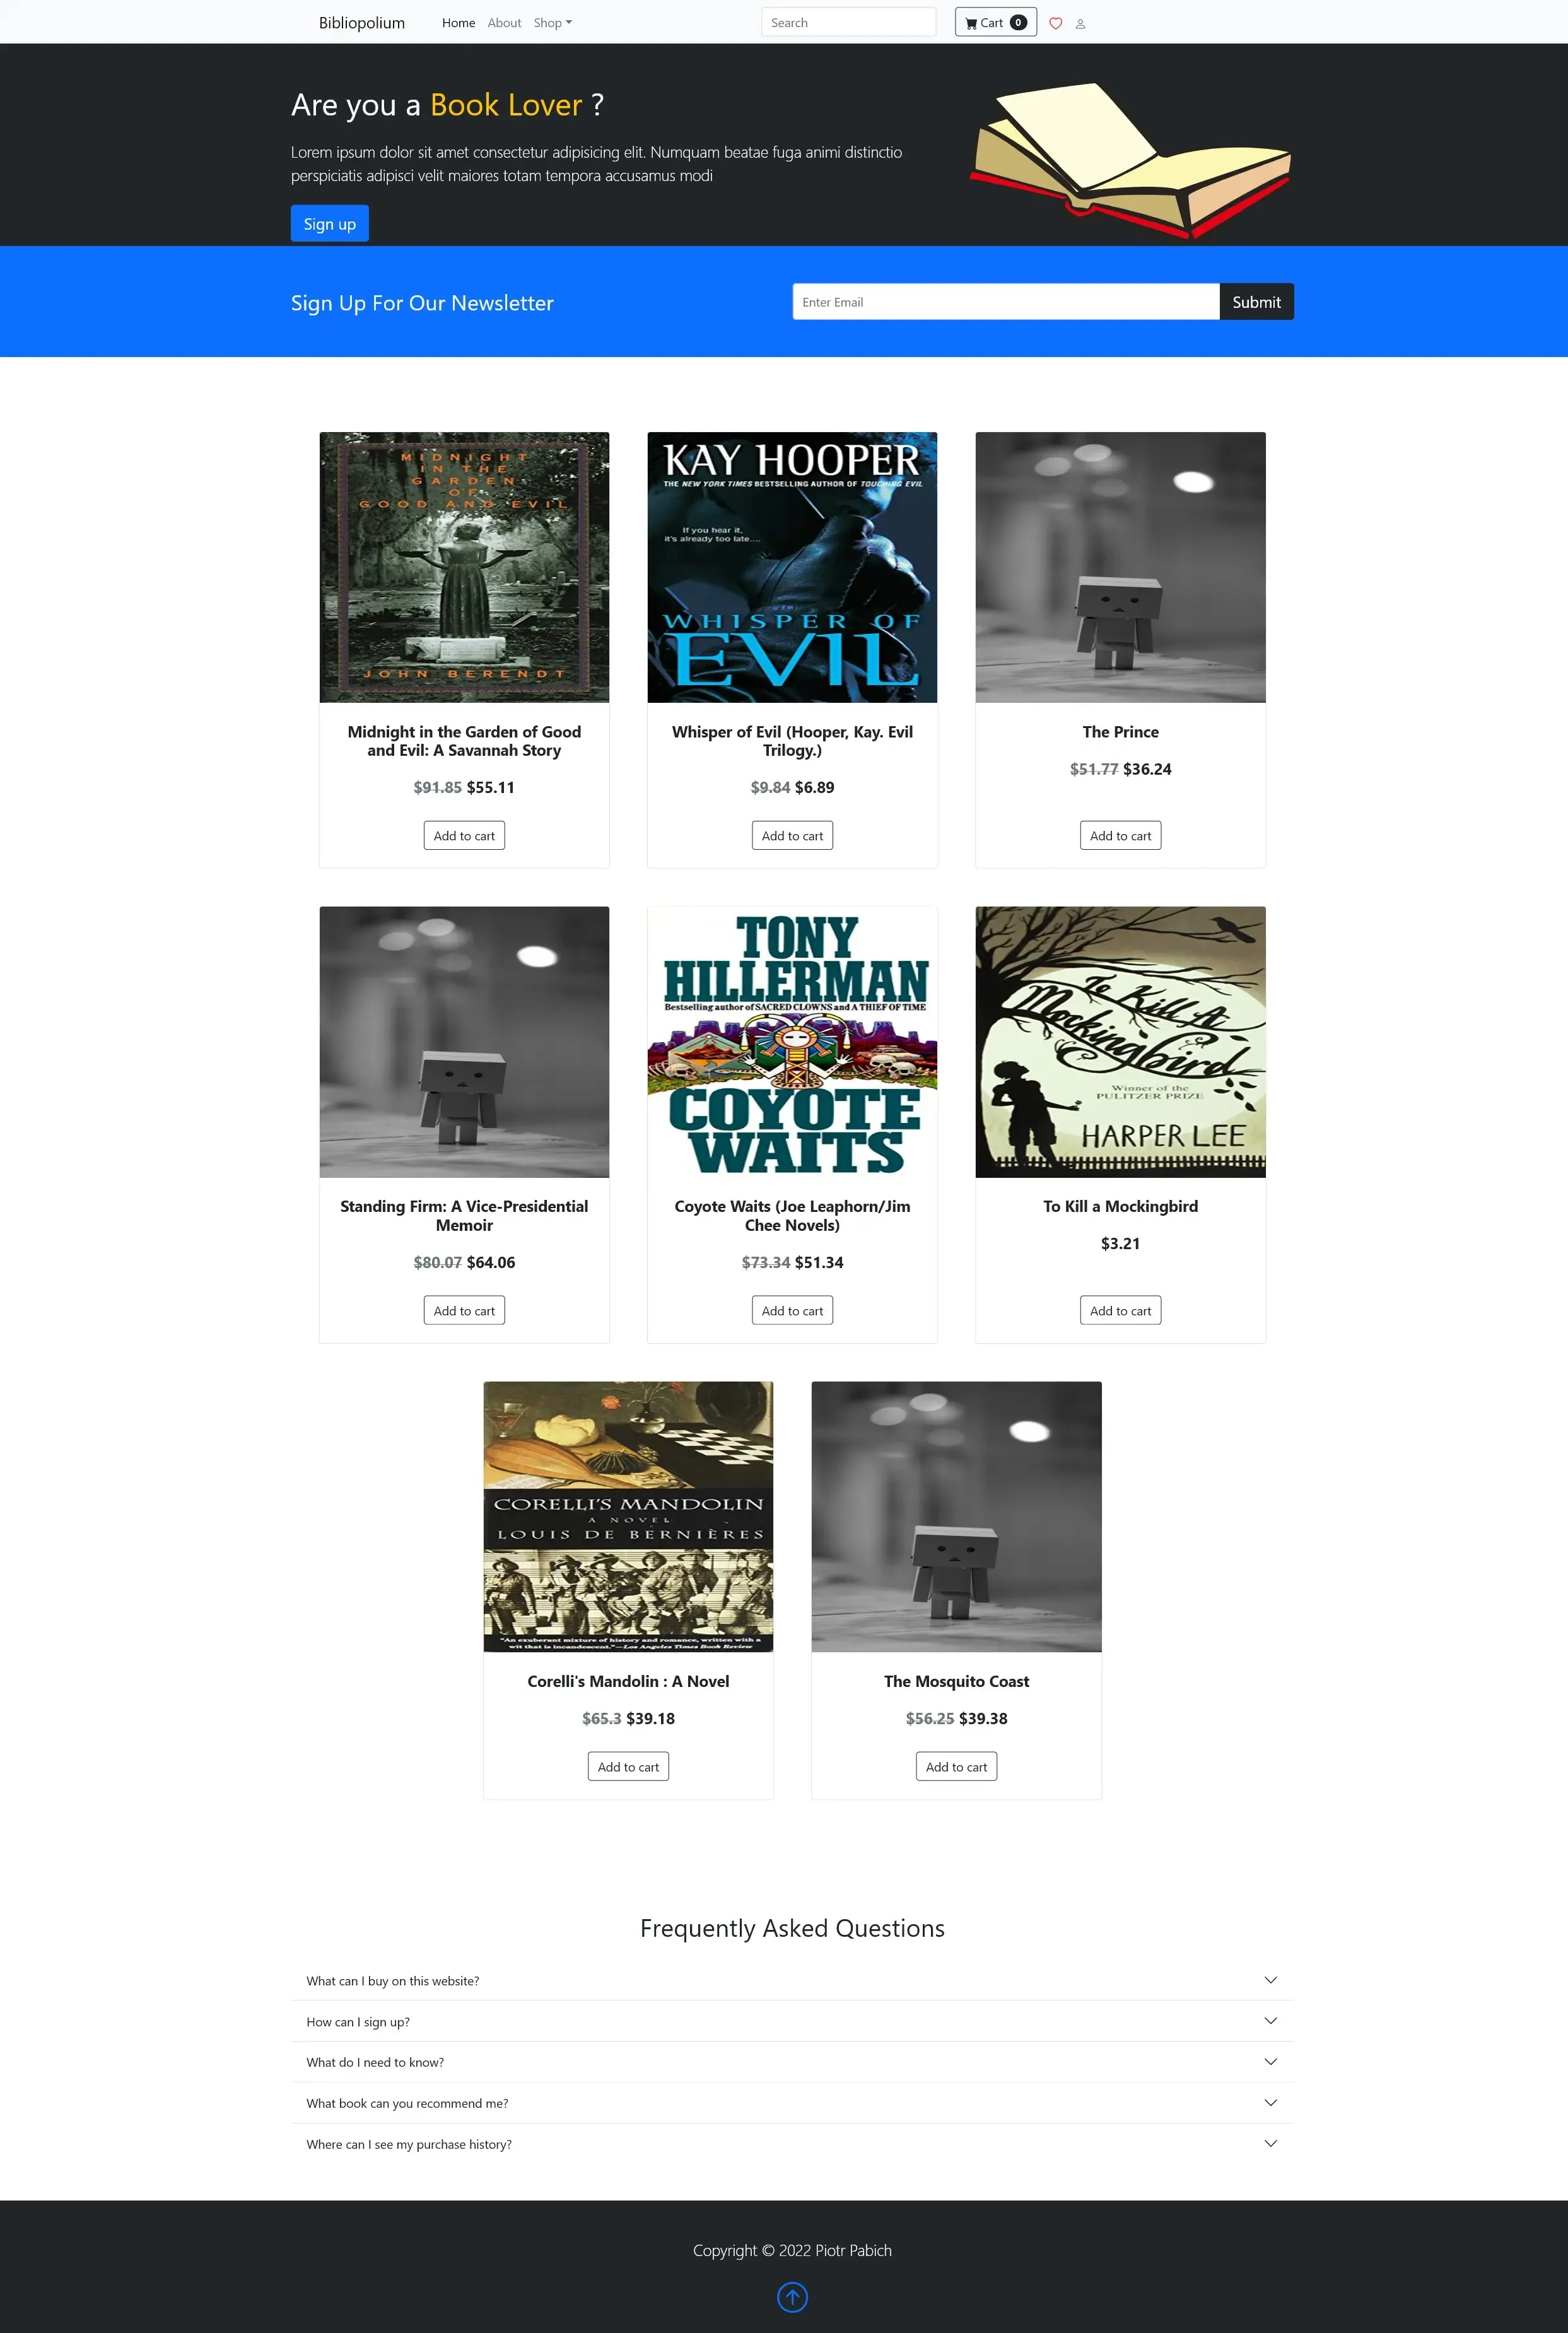 Bibliopolium
Home About Shop
Search
Cart 0
Are you a Book Lover ?
Lorem ipsum dolor sit amet consectetur adipisicing elit. Numquam beatae fuga animi distinctio
perspiciatis adipisci velit maiores totam tempora accusamus modi
Sign up
Sign Up For Our Newsletter
Enter Email
Submit
MIDNIGHT
IN THE
GARDEN
OF
GOOD AND EVIL
JOHN BERENDT
Midnight in the Garden of Good
and Evil: A Savannah Story
$91.85 $55.11
Add to cart
KAY HOOPER
THE NEW YORK TIMES BESTSELLING AUTHOR OF TOUCHING EVIL
If you hear it,
it's already too late....
WHISPER OF
EVIL
Whisper of Evil (Hooper, Kay. Evil
Trilogy.)
$9.84 $6.89
Add to cart
The Prince
$51.77 $36.24
Add to cart
Standing Firm: A Vice-Presidential
Memoir
$80.07 $64.06
Add to cart
TONY
HILLERMAN
Bestselling author of SACRED CLOWNS and A THIEF OF TIME
COYOTE
WAITS
Coyote Waits (Joe Leaphorn/Jim
Chee Novels)
$73.34 $51.34
Add to cart
To Kill A
Mockingbird
Winner of the
PULITZER PRIZE
HARPER LEE
To Kill a Mockingbird
$3.21
Add to cart
CORELLI'S MANDOLIN
A NOVEL
LOUIS DE BERNIÈRES
"An exuberant mixture of history and romance, written with a
wit that is incandescent."—Los Angeles Times Book Review
Corelli's Mandolin : A Novel
$65.3 $39.18
Add to cart
The Mosquito Coast
$56.25 $39.38
Add to cart
Frequently Asked Questions
What can I buy on this website?
How can I sign up?
What do I need to know?
What book can you recommend me?
Where can I see my purchase history?
Copyright © 2022 Piotr Pabich